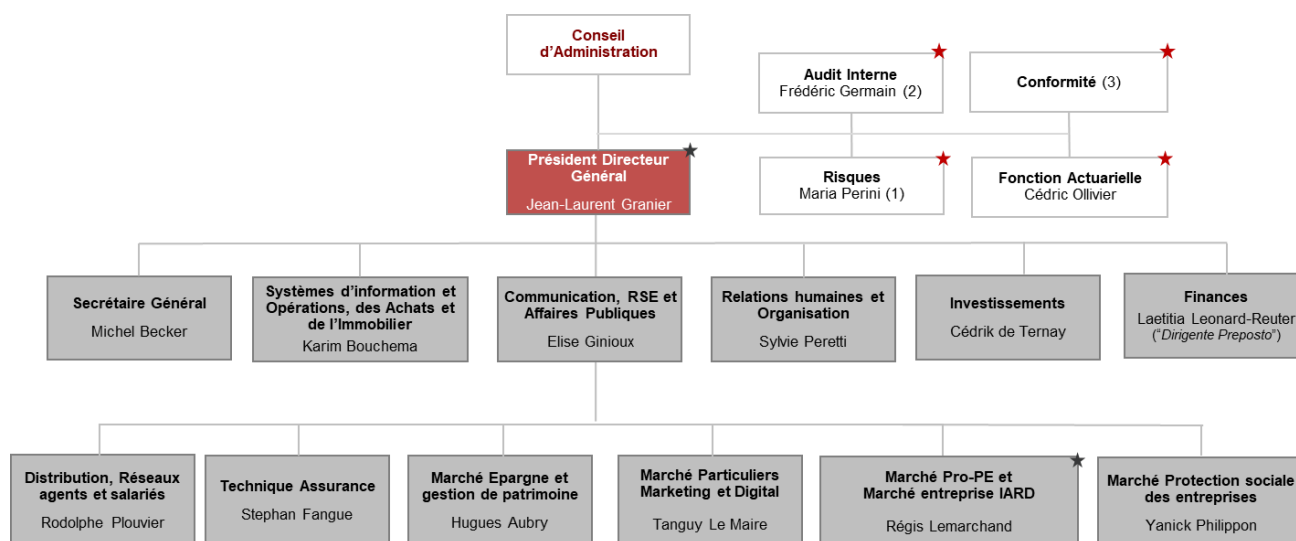 Conseil
d'Administration
Audit Interne
Frédéric Germain (2)
Conformité (3)
Président Directeur
Général
Jean-Laurent Granier
Risques
Maria Perini (1)
Fonction Actuarielle
Cédric Ollivier
Secrétaire Général
Michel Becker
Systèmes d'information et
Opérations, des Achats et
de l'Immobilier
Karim Bouchema
Communication, RSE et
Affaires Publiques
Elise Ginioux
Relations humaines et
Organisation
Sylvie Peretti
Investissements
Cédrik de Ternay
Finances
Laetitia Leonard-Reuter
("Dirigente Preposto")
Distribution, Réseaux
agents et salariés
Rodolphe Plouvier
Technique Assurance
Stephan Fangue
Marché Epargne et
gestion de patrimoine
Hugues Aubry
Marché Particuliers
Marketing et Digital
Tanguy Le Maire
Marché Pro-PE et
Marché entreprise IARD
Régis Lemarchand
Marché Protection sociale
des entreprises
Yanick Philippon